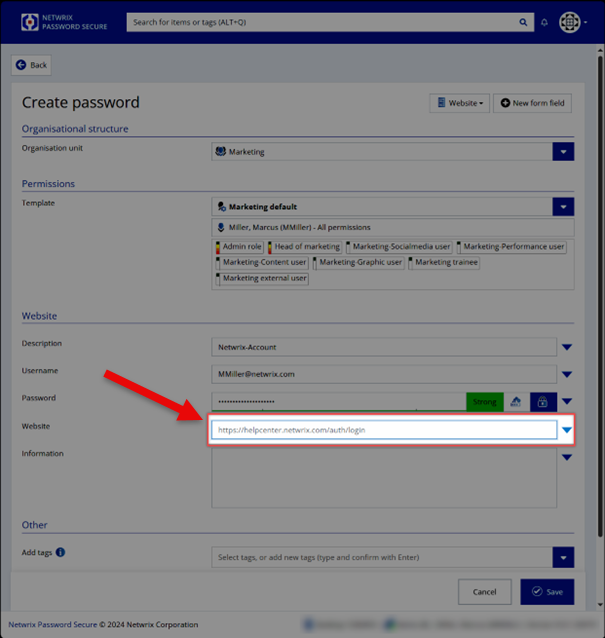 NETWRIX
PASSWORD SECURE
Search for items or tags (ALT+Q)
Back
Create password
Website
New form field
Organisational structure
Organisation unit
Marketing
Permissions
Template
Marketing default
Miller, Marcus (MMiller) - All permissions
Admin role
Head of marketing
Marketing-Socialmedia user
Marketing-Performance user
Marketing-Content user
Marketing-Graphic user
Marketing trainee
Marketing external user
Website
Description
Netwrix-Account
Username
MMiller@netwrix.com
Password
••••••••••••••••••••
Strong
Website
https://helpcenter.netwrix.com/auth/login
Information
Other
Add tags
Select tags, or add new tags (type and confirm with Enter)
Cancel
Save
Netwrix Password Secure © 2024 Netwrix Corporation